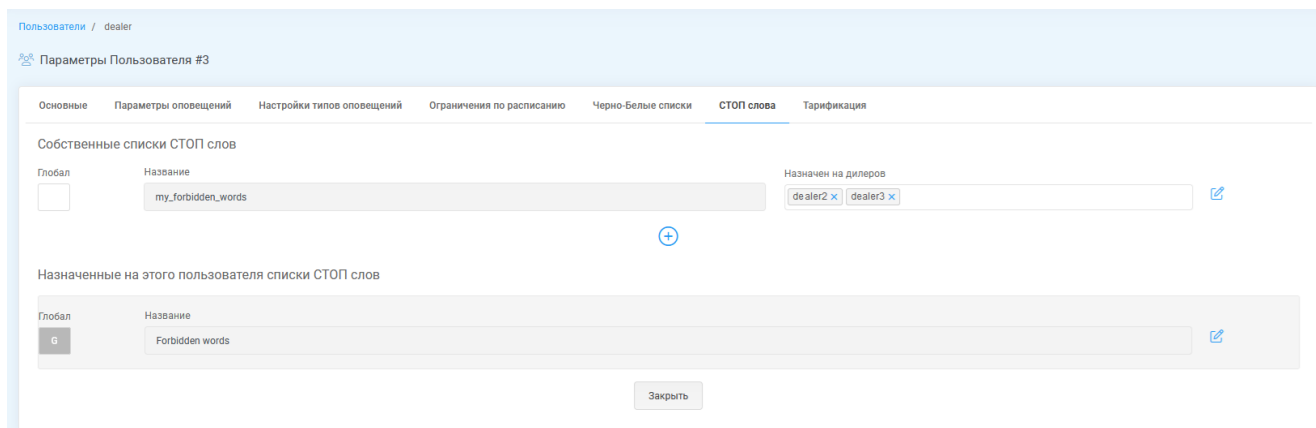 Пользователи / dealer
Параметры Пользователя #3
Основные Параметры оповещений Настройки типов оповещений Ограничения по расписанию Черно-Белые списки СТОП слова Тарификация
Собственные списки СТОП слов
Глобал Название Назначен на дилеров
my_forbidden_words dealer2 × dealer3 ×
Назначенные на этого пользователя списки СТОП слов
Глобал Название
G Forbidden words
Закрыть